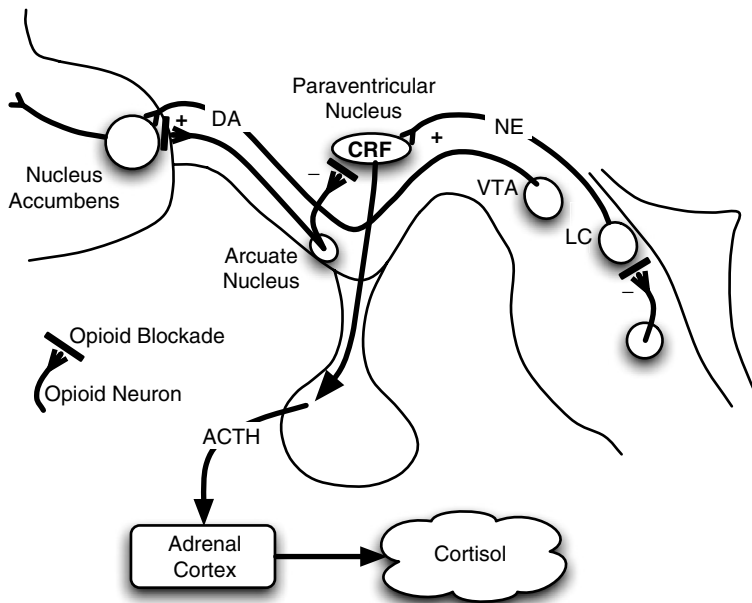 Paraventricular
Nucleus
+
DA
NE
CRF
+
Nucleus
Accumbens
–
VTA
LC
Arcuate
Nucleus
–
Opioid Blockade
Opioid Neuron
ACTH
Adrenal
Cortex
Cortisol